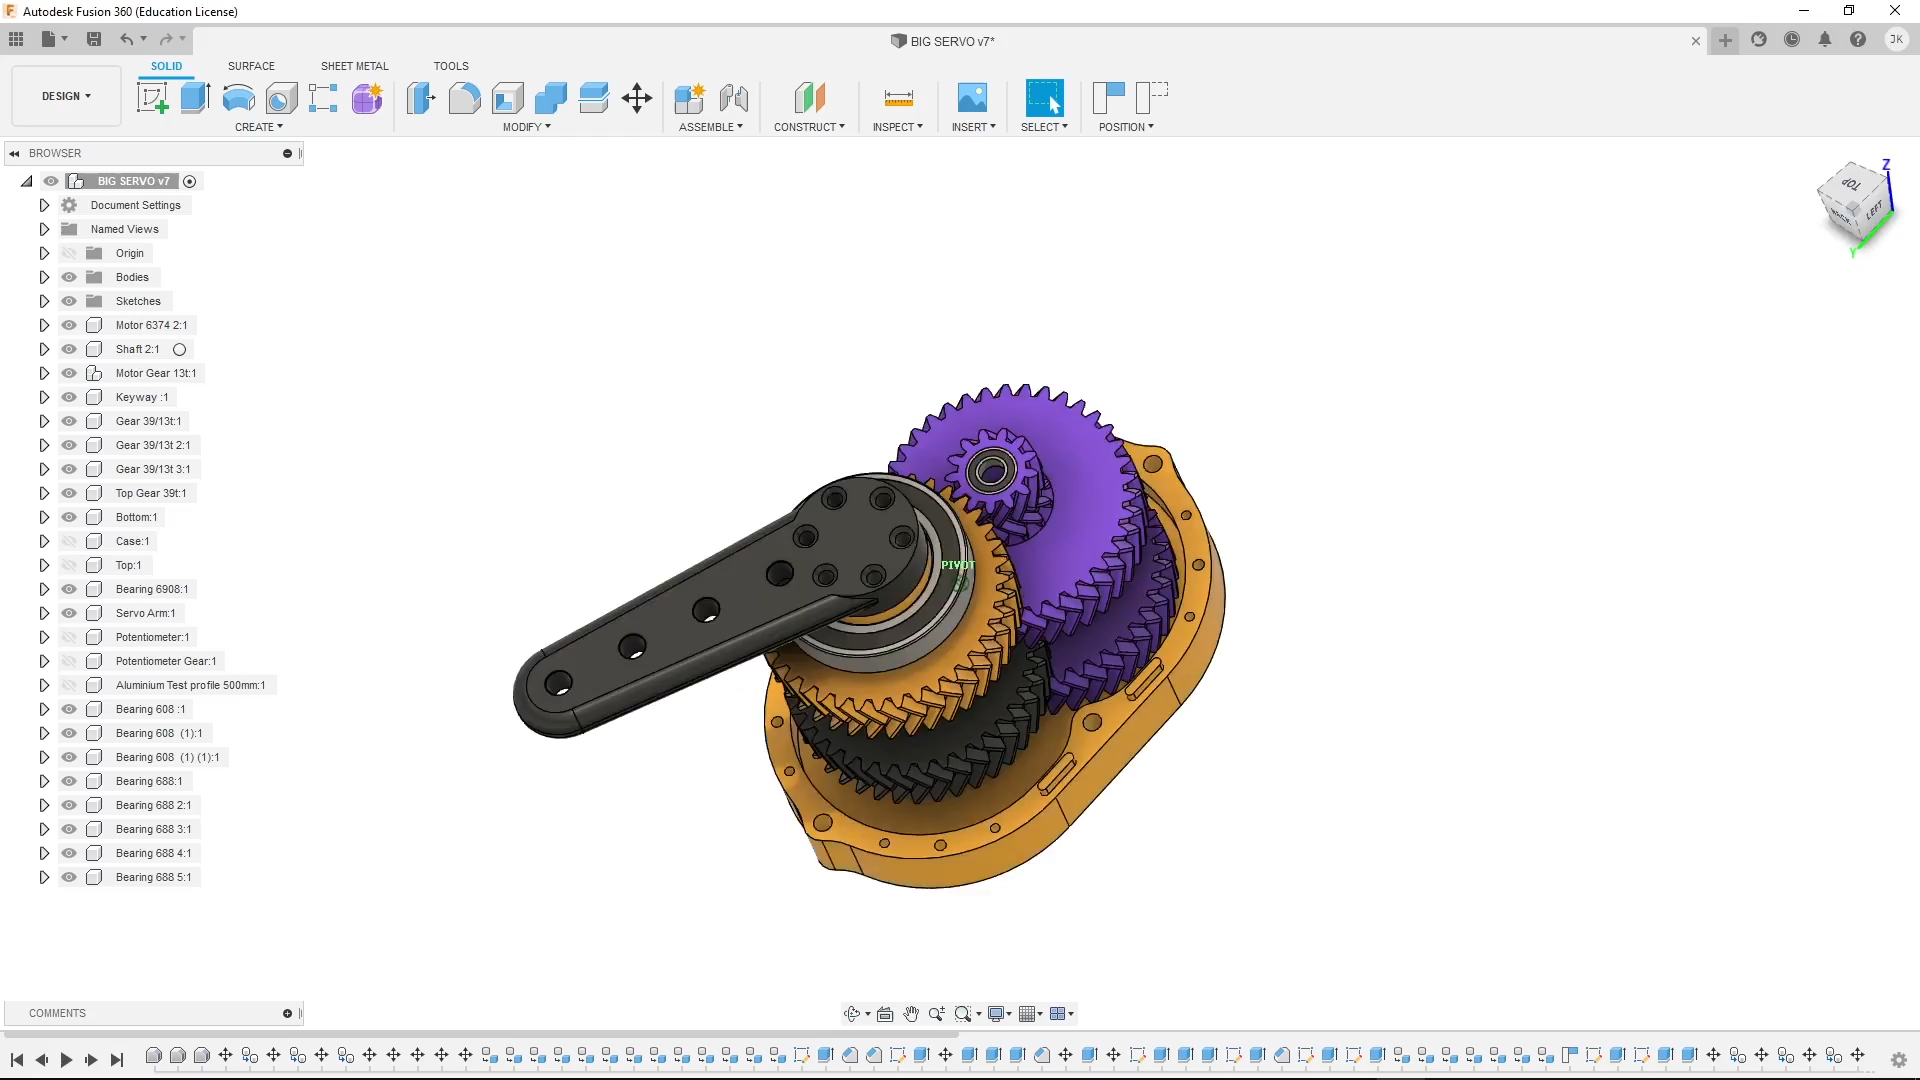 Autodesk Fusion 360 (Education License)
BIG SERVO v7*
JK
SOLID
SURFACE
SHEET METAL
TOOLS
DESIGN
CREATE
MODIFY
ASSEMBLE
CONSTRUCT
INSPECT
INSERT
SELECT
POSITION
BROWSER
BIG SERVO v7
Document Settings
Named Views
Origin
Bodies
Sketches
Motor 6374 2:1
Shaft 2:1
Motor Gear 13t:1
Keyway :1
Gear 39/13t:1
Gear 39/13t 2:1
Gear 39/13t 3:1
Top Gear 39t:1
Bottom:1
Case:1
Top:1
Bearing 6908:1
Servo Arm:1
Potentiometer:1
Potentiometer Gear:1
Aluminium Test profile 500mm:1
Bearing 608 :1
Bearing 608 (1):1
Bearing 608 (1) (1):1
Bearing 688:1
Bearing 688 2:1
Bearing 688 3:1
Bearing 688 4:1
Bearing 688 5:1
Z
TOP
BACK
LEFT
Y
PIVOT
COMMENTS